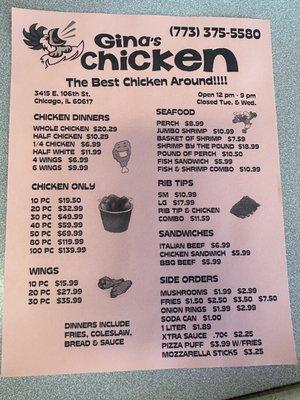 (773) 375-5580
Gina's
Chicken
The Best Chicken Around!!!!
3415 E. 106th St.
Chicago, IL 60617
Open 12 pm - 9 pm
Closed Tue. & Wed.
CHICKEN DINNERS
WHOLE CHICKEN $20.29
HALF CHICKEN $10.29
1/4 CHICKEN $6.99
HALF WHITE $11.99
4 WINGS $6.99
6 WINGS $9.99
CHICKEN ONLY
10 PC $19.50
20 PC $32.99
30 PC $49.99
40 PC $59.99
50 PC $69.99
80 PC $119.99
100 PC $139.99
WINGS
10 PC $15.99
20 PC $27.99
30 PC $35.99
DINNERS INCLUDE
FRIES, COLESLAW,
BREAD & SAUCE
SEAFOOD
PERCH $8.99
JUMBO SHRIMP $10.99
BASKET OF SHRIMP $7.99
SHRIMP BY THE POUND $18.99
POUND OF PERCH $10.50
FISH SANDWICH $5.99
FISH & SHRIMP COMBO $10.99
RIB TIPS
SM $10.99
LG $17.99
RIB TIP & CHICKEN
COMBO $11.59
SANDWICHES
ITALIAN BEEF $6.99
CHICKEN SANDWICH $5.99
BBQ BEEF $5.99
SIDE ORDERS
MUSHROOMS $1.99 $2.99
FRIES $1.50 $2.50 $3.50 $7.50
ONION RINGS $1.99 $2.99
SODA CAN $1.00
1 LITER $1.89
XTRA SAUCE .70¢ $2.25
PIZZA PUFF $3.99 W/FRIES
MOZZARELLA STICKS $3.25